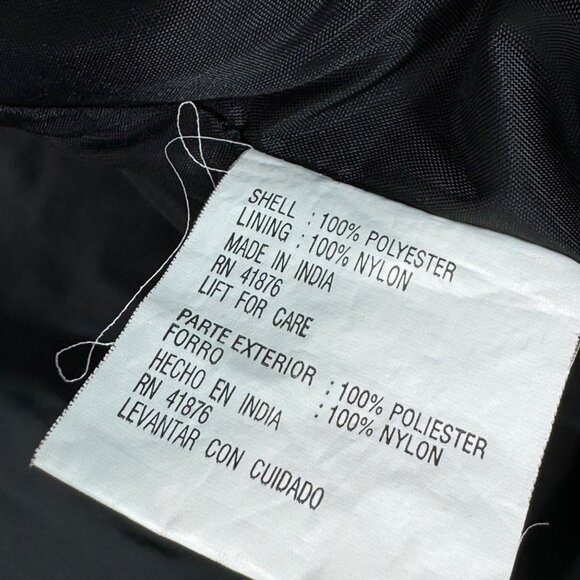 SHELL : 100% POLYESTER
LINING : 100% NYLON
MADE IN INDIA
RN 41876
LIFT FOR CARE
PARTE EXTERIOR : 100% POLIESTER
FORRO : 100% NYLON
HECHO EN INDIA
RN 41876
LEVANTAR CON CUIDADO